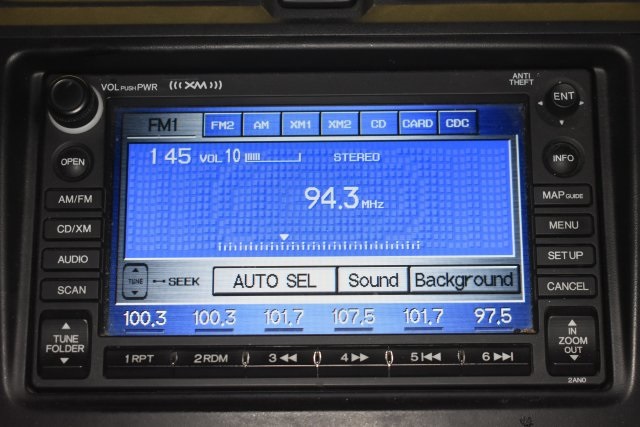 VOL PUSH PWR (((XM)))
ANTI THEFT
ENT
FM1 FM2 AM XM1 XM2 CD CARD CDC
OPEN
1 45 VOL 10 STEREO
INFO
94.3 MHz
AM/FM
MAP GUIDE
CD/XM
MENU
AUDIO
SETUP
SCAN
TUNE SEEK AUTO SEL Sound Background
CANCEL
100.3 100.3 101.7 107.5 101.7 97.5
TUNE FOLDER
IN ZOOM OUT
1 RPT 2 RDM 3 ◀◀ 4 ▶▶ 5 I◀◀ 6 ▶▶I
2AN0